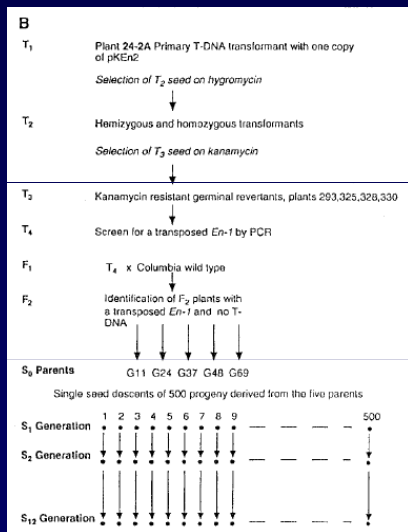 B
T1 Plant 24-2A Primary T-DNA transformant with one copy
of pKEn2
Selection of T2 seed on hygromycin
T2 Hemizygous and homozygous transformants
Selection of T3 seed on kanamycin
T3 Kanamycin resistant germinal revertants, plants 293,325,328,330
T4 Screen for a transposed En-1 by PCR
F1 T4 x Columbia wild type
F2 Identification of F2 plants with
a transposed En-1 and no T-
DNA
S0 Parents G11 G24 G37 G48 G69
Single seed descents of 500 progeny derived from the five parents
1 2 3 4 5 6 7 8 9 500
S1 Generation
S2 Generation
S12 Generation